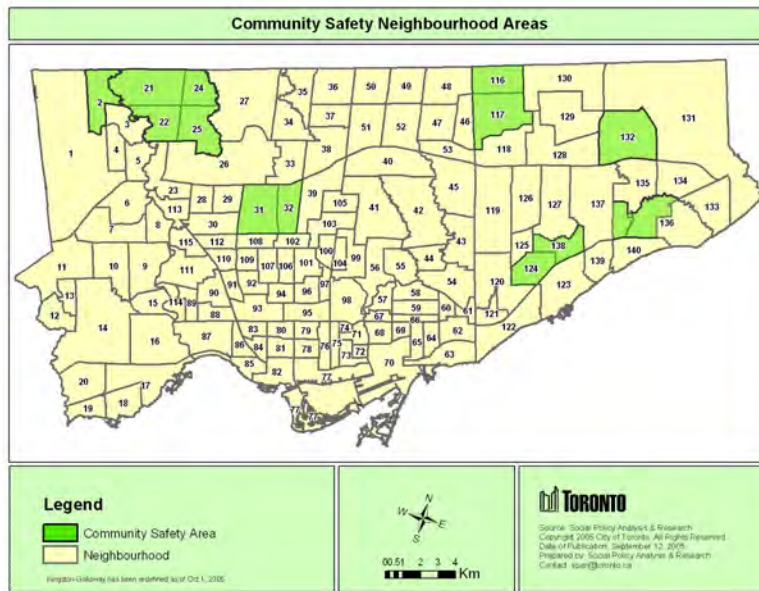 Community Safety Neighbourhood Areas
116 130
21 24 35 36 50 49 48
2 27 131
37 47 46 117 129
22 25 34 51 52 132
3
1 4 5 38 53 118 128
26 33 40
135 134
23 28 29 31 32 39 105 41 45 126 127 137
6 113 42 119 133
7 8 30 103 136
115 112 108 102 43 125 138 140
11 10 9 110 109 107 106 101 100 104 99 56 55 44 124 139
111 91 92 54 120 123
13 15 114 89 90 94 96 97 57 58
12 88 93 95 98 67 59 60 61 121
14 16 87 83 80 79 74 71 66 62 122
86 84 81 78 76 75 73 72 68 69 65 64
85 82 70 63
20 17 77
19 18 77 77
Legend
Community Safety Area
Neighbourhood
Kingston-Galloway has been redefined as of Oct 1, 2005
N
W E
S
00.51 2 3 4
Km
TORONTO
Source: Social Policy Analysis & Research
Copyright 2005 City of Toronto. All Rights Reserved.
Date of Publication: September 12, 2005
Prepared by: Social Policy Analysis & Research
Contact: spar@toronto.ca